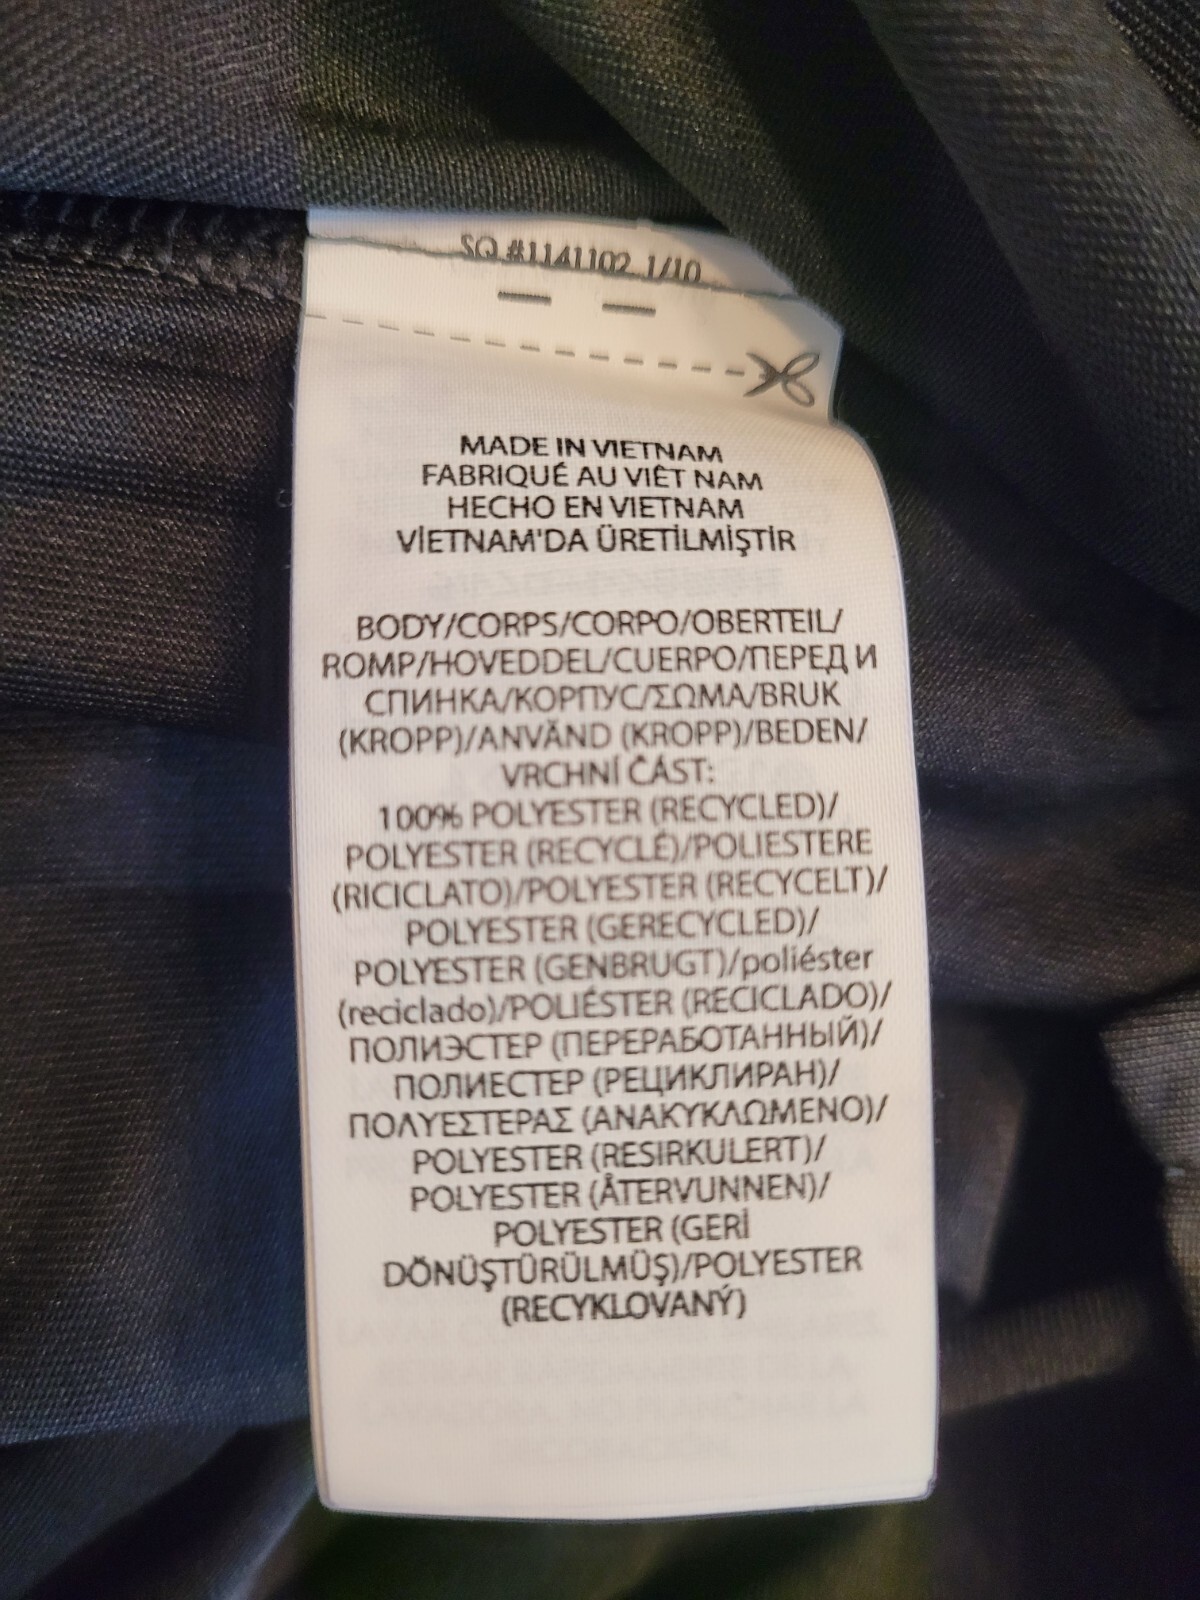 SQ #1141102 1/10
MADE IN VIETNAM
FABRIQUÉ AU VIÊT NAM
HECHO EN VIETNAM
VİETNAM'DA ÜRETİLMİŞTİR
BODY/CORPS/CORPO/OBERTEIL/
ROMP/HOVEDDEL/CUERPO/ПЕРЕД И
СПИНКА/КОРПУС/ΣΩΜΑ/BRUK
(KROPP)/ANVÄND (KROPP)/BEDEN/
VRCHNÍ ČÁST:
100% POLYESTER (RECYCLED)/
POLYESTER (RECYCLÉ)/POLIESTERE
(RICICLATO)/POLYESTER (RECYCELT)/
POLYESTER (GERECYCLED)/
POLYESTER (GENBRUGT)/poliéster
(reciclado)/POLIÉSTER (RECICLADO)/
ПОЛИЭСТЕР (ПЕРЕРАБОТАННЫЙ)/
ПОЛИЕСТЕР (РЕЦИКЛИРАН)/
ΠΟΛΥΕΣΤΕΡΑΣ (ΑΝΑΚΥΚΛΩΜΕΝΟ)/
POLYESTER (RESIRKULERT)/
POLYESTER (ÅTERVUNNEN)/
POLYESTER (GERİ
DÖNÜŞTÜRÜLMÜŞ)/POLYESTER
(RECYKLOVANÝ)